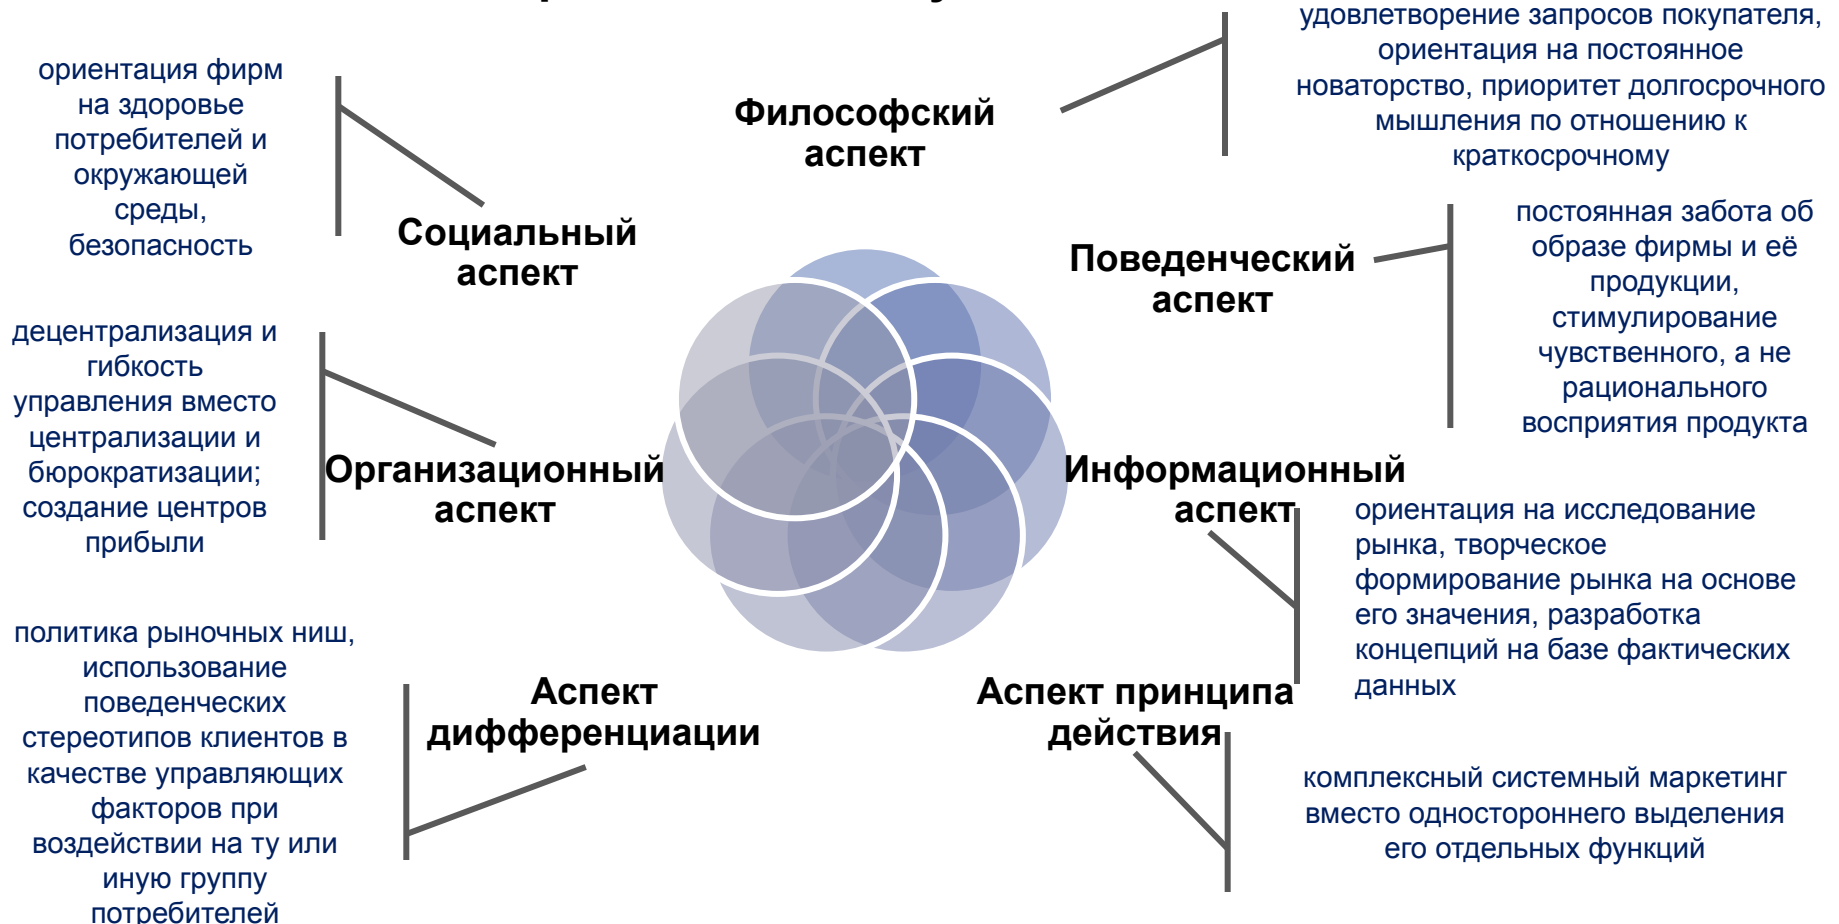 удовлетворение запросов покупателя,
ориентация на постоянное
новаторство, приоритет долгосрочного
мышления по отношению к
краткосрочному
Философский
аспект
ориентация фирм
на здоровье
потребителей и
окружающей
среды,
безопасность
Социальный
аспект
постоянная забота об
образе фирмы и её
продукции,
стимулирование
чувственного, а не
рационального
восприятия продукта
Поведенческий
аспект
децентрализация и
гибкость
управления вместо
централизации и
бюрократизации;
создание центров
прибыли
Организационный
аспект
Информационный
аспект
ориентация на исследование
рынка, творческое
формирование рынка на основе
его значения, разработка
концепций на базе фактических
данных
политика рыночных ниш,
использование
поведенческих
стереотипов клиентов в
качестве управляющих
факторов при
воздействии на ту или
иную группу
потребителей
Аспект
дифференциации
Аспект принципа
действия
комплексный системный маркетинг
вместо одностороннего выделения
его отдельных функций